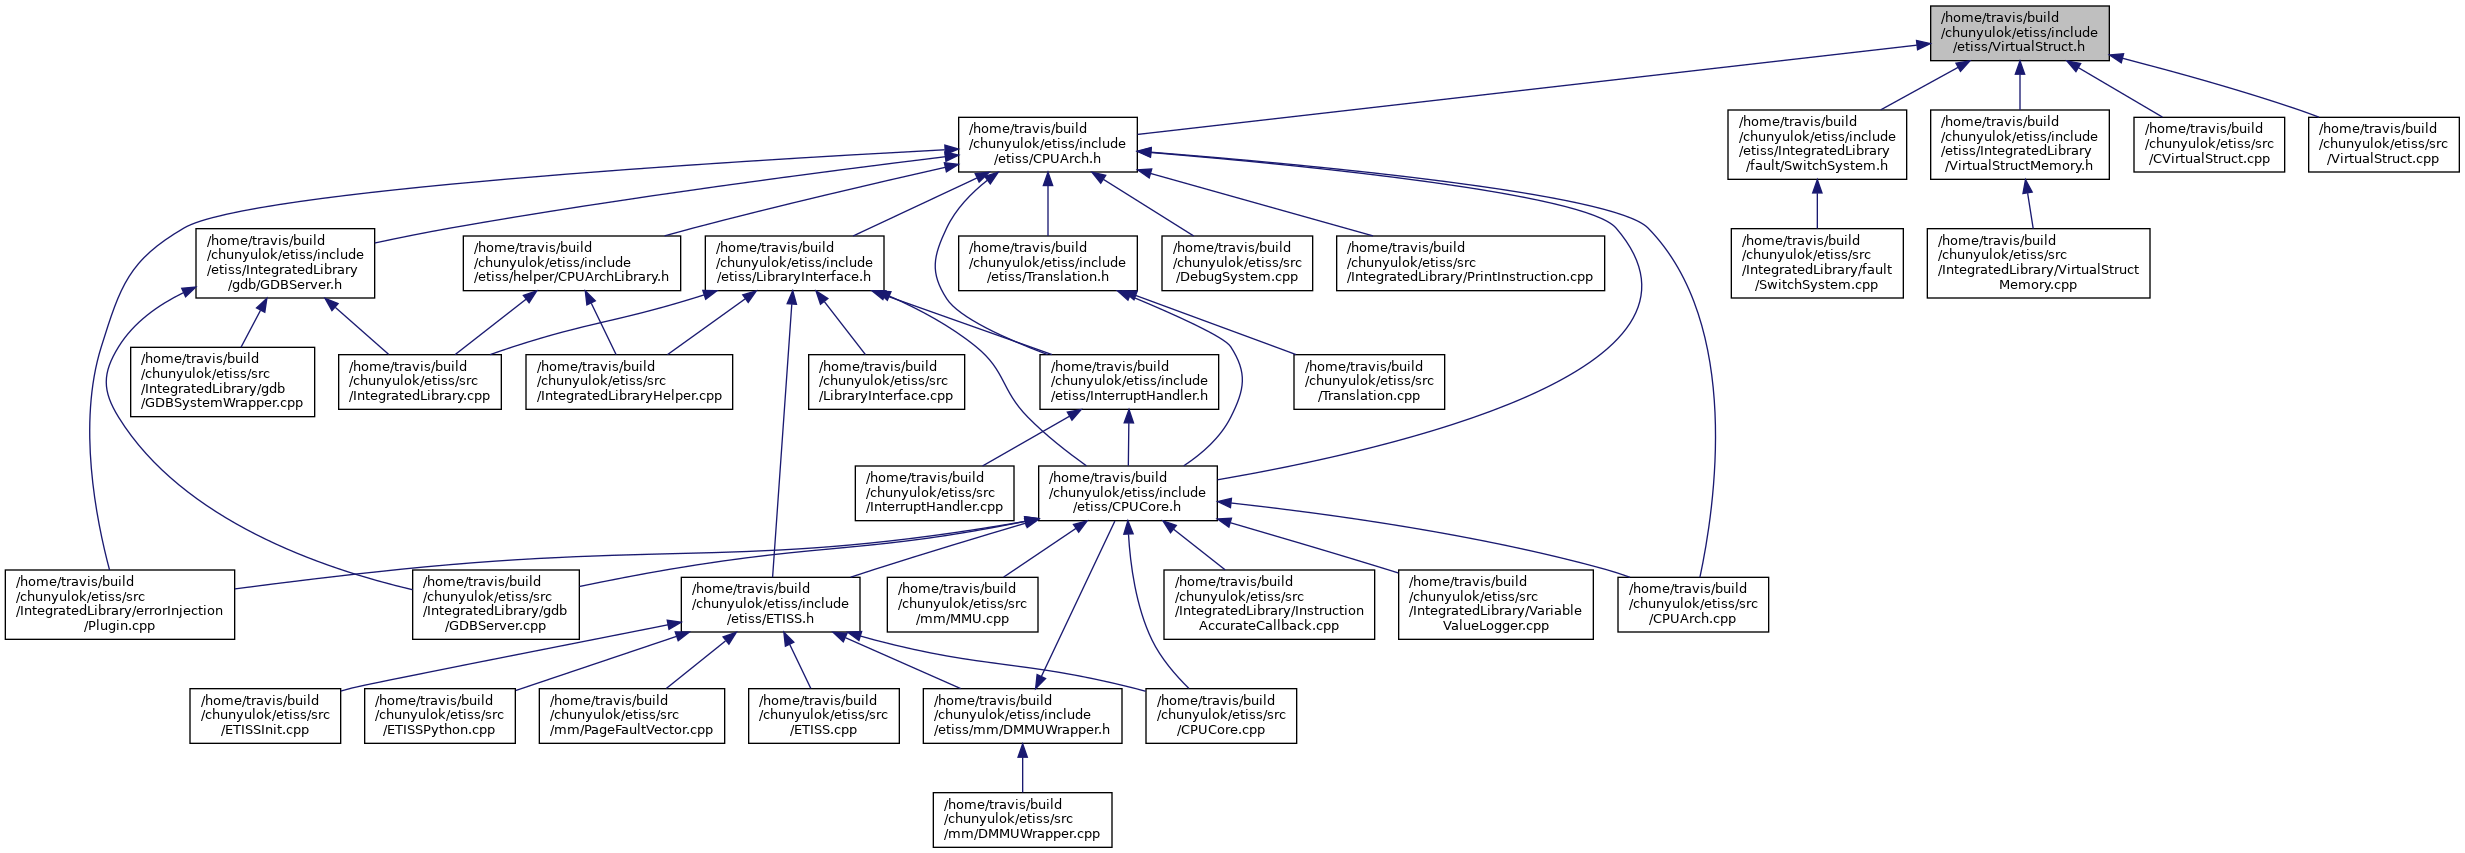 /home/travis/build
/chunyulok/etiss/include
/etiss/VirtualStruct.h
/home/travis/build
/chunyulok/etiss/include
/etiss/CPUArch.h
/home/travis/build
/chunyulok/etiss/include
/etiss/IntegratedLibrary
/fault/SwitchSystem.h
/home/travis/build
/chunyulok/etiss/include
/etiss/IntegratedLibrary
/VirtualStructMemory.h
/home/travis/build
/chunyulok/etiss/src
/CVirtualStruct.cpp
/home/travis/build
/chunyulok/etiss/src
/VirtualStruct.cpp
/home/travis/build
/chunyulok/etiss/include
/etiss/IntegratedLibrary
/gdb/GDBServer.h
/home/travis/build
/chunyulok/etiss/include
/etiss/helper/CPUArchLibrary.h
/home/travis/build
/chunyulok/etiss/include
/etiss/LibraryInterface.h
/home/travis/build
/chunyulok/etiss/include
/etiss/Translation.h
/home/travis/build
/chunyulok/etiss/src
/DebugSystem.cpp
/home/travis/build
/chunyulok/etiss/src
/IntegratedLibrary/PrintInstruction.cpp
/home/travis/build
/chunyulok/etiss/src
/IntegratedLibrary/fault
/SwitchSystem.cpp
/home/travis/build
/chunyulok/etiss/src
/IntegratedLibrary/VirtualStruct
Memory.cpp
/home/travis/build
/chunyulok/etiss/src
/IntegratedLibrary/gdb
/GDBSystemWrapper.cpp
/home/travis/build
/chunyulok/etiss/src
/IntegratedLibrary.cpp
/home/travis/build
/chunyulok/etiss/src
/IntegratedLibraryHelper.cpp
/home/travis/build
/chunyulok/etiss/src
/LibraryInterface.cpp
/home/travis/build
/chunyulok/etiss/include
/etiss/InterruptHandler.h
/home/travis/build
/chunyulok/etiss/src
/Translation.cpp
/home/travis/build
/chunyulok/etiss/src
/InterruptHandler.cpp
/home/travis/build
/chunyulok/etiss/include
/etiss/CPUCore.h
/home/travis/build
/chunyulok/etiss/src
/IntegratedLibrary/errorInjection
/Plugin.cpp
/home/travis/build
/chunyulok/etiss/src
/IntegratedLibrary/gdb
/GDBServer.cpp
/home/travis/build
/chunyulok/etiss/include
/etiss/ETISS.h
/home/travis/build
/chunyulok/etiss/src
/mm/MMU.cpp
/home/travis/build
/chunyulok/etiss/src
/IntegratedLibrary/Instruction
AccurateCallback.cpp
/home/travis/build
/chunyulok/etiss/src
/IntegratedLibrary/Variable
ValueLogger.cpp
/home/travis/build
/chunyulok/etiss/src
/CPUArch.cpp
/home/travis/build
/chunyulok/etiss/src
/ETISSInit.cpp
/home/travis/build
/chunyulok/etiss/src
/ETISSPython.cpp
/home/travis/build
/chunyulok/etiss/src
/mm/PageFaultVector.cpp
/home/travis/build
/chunyulok/etiss/src
/ETISS.cpp
/home/travis/build
/chunyulok/etiss/include
/etiss/mm/DMMUWrapper.h
/home/travis/build
/chunyulok/etiss/src
/CPUCore.cpp
/home/travis/build
/chunyulok/etiss/src
/mm/DMMUWrapper.cpp